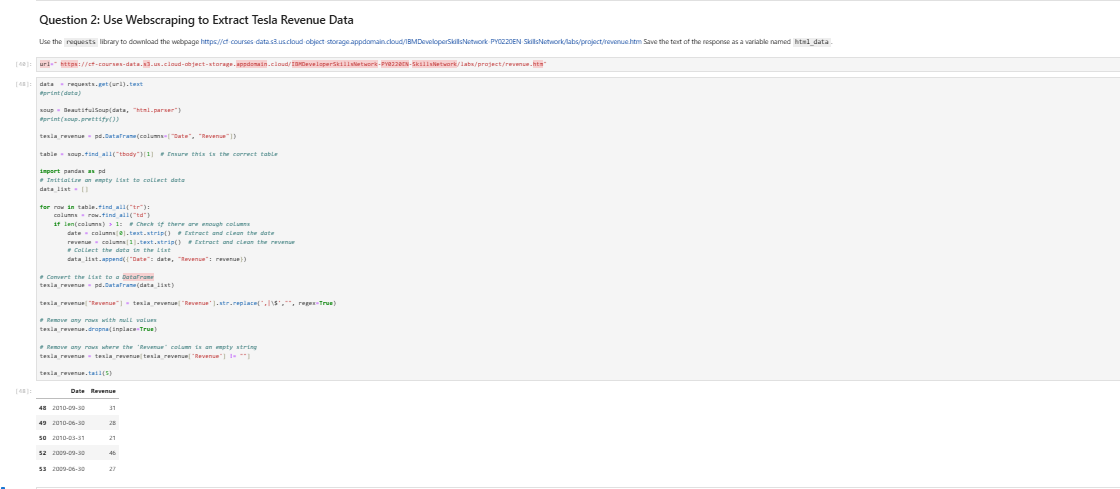 Question 2: Use Webscraping to Extract Tesla Revenue Data
Use the requests library to download the webpage https://cf-courses-data.s3.us.cloud-object-storage.appdomain.cloud/IBMDeveloperSkillsNetwork-PY0220EN-SkillsNetwork/labs/project/revenue.htm Save the text of the response as a variable named html_data.
url=" https://cf-courses-data.s3.us.cloud-object-storage.appdomain.cloud/IBMDeveloperSkillsNetwork-PY0220EN-SkillsNetwork/labs/project/revenue.htm"
data = requests.get(url).text
#print(data)
soup = BeautifulSoup(data, "html.parser")
#print(soup.prettify())
tesla_revenue = pd.DataFrame(columns=["Date", "Revenue"])
table = soup.find_all("tbody")[1] # Ensure this is the correct table
import pandas as pd
# Initialize an empty list to collect data
data_list = []
for row in table.find_all("tr"):
columns = row.find_all("td")
if len(columns) > 1: # Check if there are enough columns
date = columns[0].text.strip() # Extract and clean the date
revenue = columns[1].text.strip() # Extract and clean the revenue
# Collect the data in the list
data_list.append({"Date": date, "Revenue": revenue})
# Convert the list to a DataFrame
tesla_revenue = pd.DataFrame(data_list)
tesla_revenue["Revenue"] = tesla_revenue['Revenue'].str.replace(',|\$',"", regex=True)
# Remove any rows with null values
tesla_revenue.dropna(inplace=True)
# Remove any rows where the 'Revenue' column is an empty string
tesla_revenue = tesla_revenue[tesla_revenue['Revenue'] != ""]
tesla_revenue.tail(5)
Date Revenue
48 2010-09-30 31
49 2010-06-30 28
50 2010-03-31 21
52 2009-09-30 46
53 2009-06-30 27